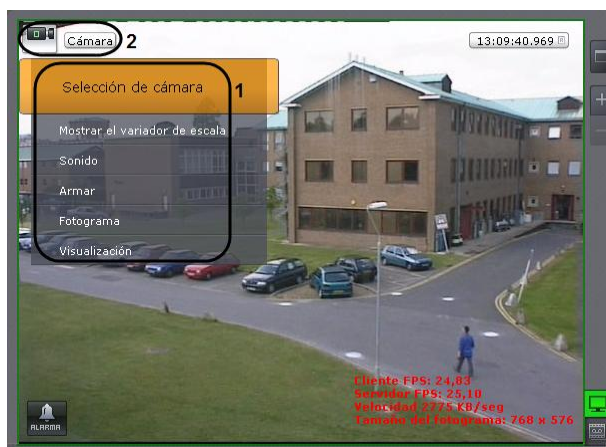 Cámara
2
13:09:40.969
Selección de cámara
1
Mostrar el variador de escala
Sonido
Armar
Fotograma
Visualización
Cliente FPS: 24,83
Servidor FPS: 25,10
Velocidad 2775 KB/seg
Tamaño del fotograma: 768 x 576
ALARMA